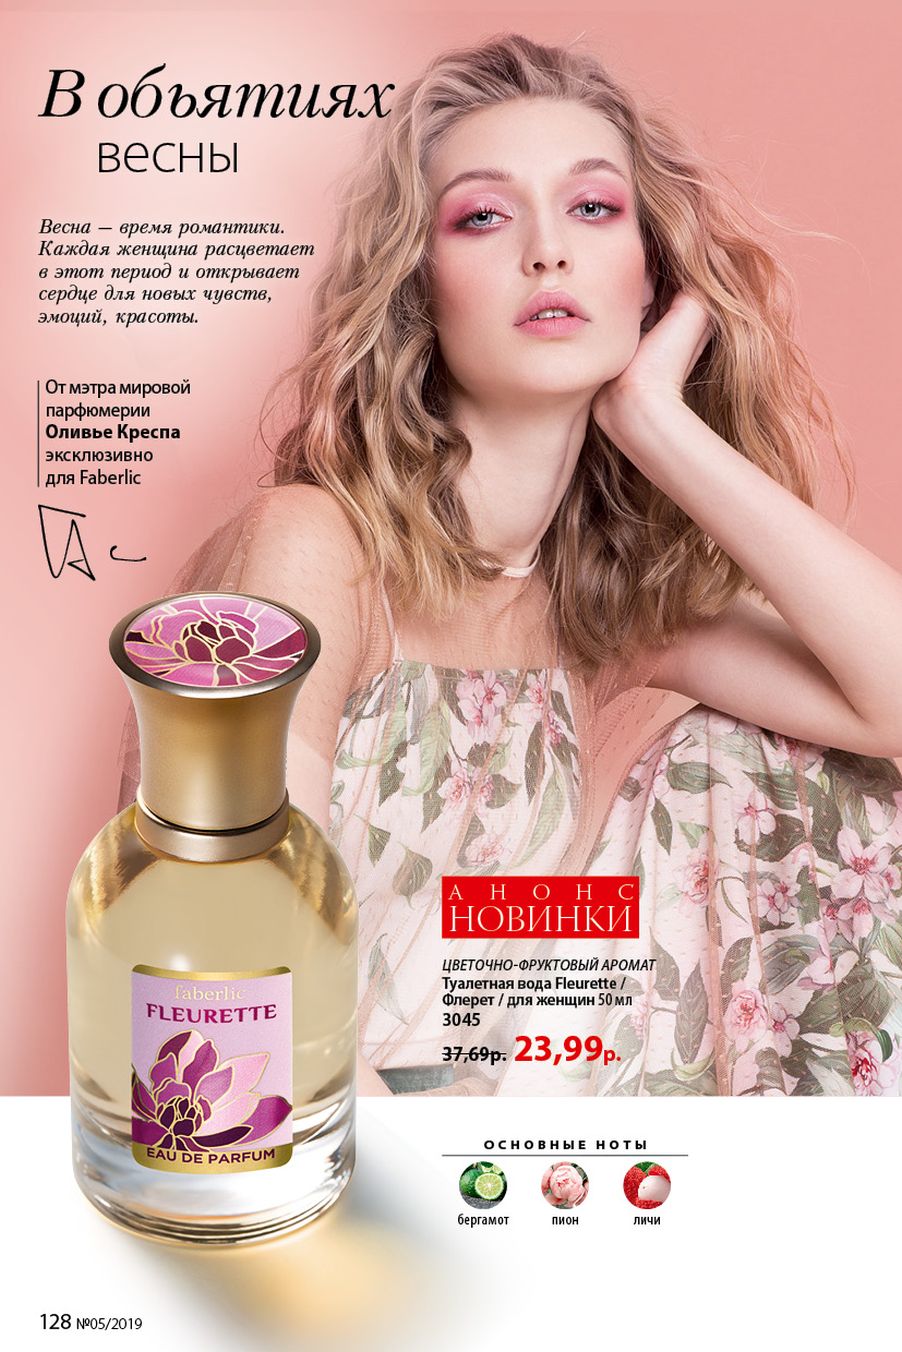 В объятиях
весны
Весна — время романтики.
Каждая женщина расцветает
в этот период и открывает
сердце для новых чувств,
эмоций, красоты.
От мэтра мировой
парфюмерии
Оливье Креспа
эксклюзивно
для Faberlic
АНОНС
НОВИНКИ
ЦВЕТОЧНО-ФРУКТОВЫЙ АРОМАТ
Туалетная вода Fleurette /
Флерет / для женщин 50 мл
3045
37,69р. 23,99р.
faberlic
FLEURETTE
EAU DE PARFUM
ОСНОВНЫЕ НОТЫ
бергамот пион личи
128 №05/2019